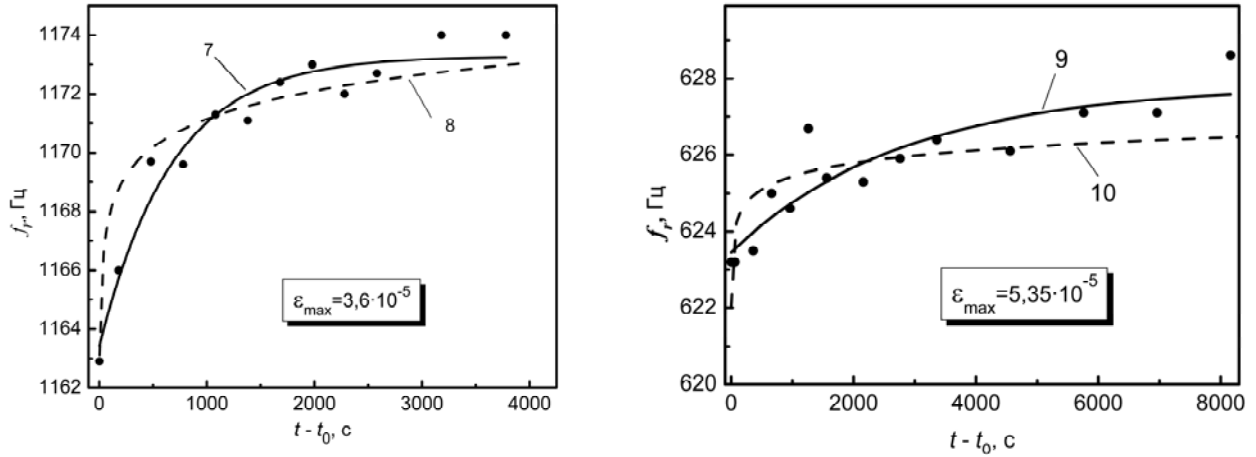 1174
1172
1170
1168
1166
1164
1162
f_r, Гц
7
8
ε_max=3,6·10^-5
0 1000 2000 3000 4000
t - t_0, с
628
626
624
622
620
f_r, Гц
9
10
ε_max=5,35·10^-5
0 2000 4000 6000 8000
t - t_0, с